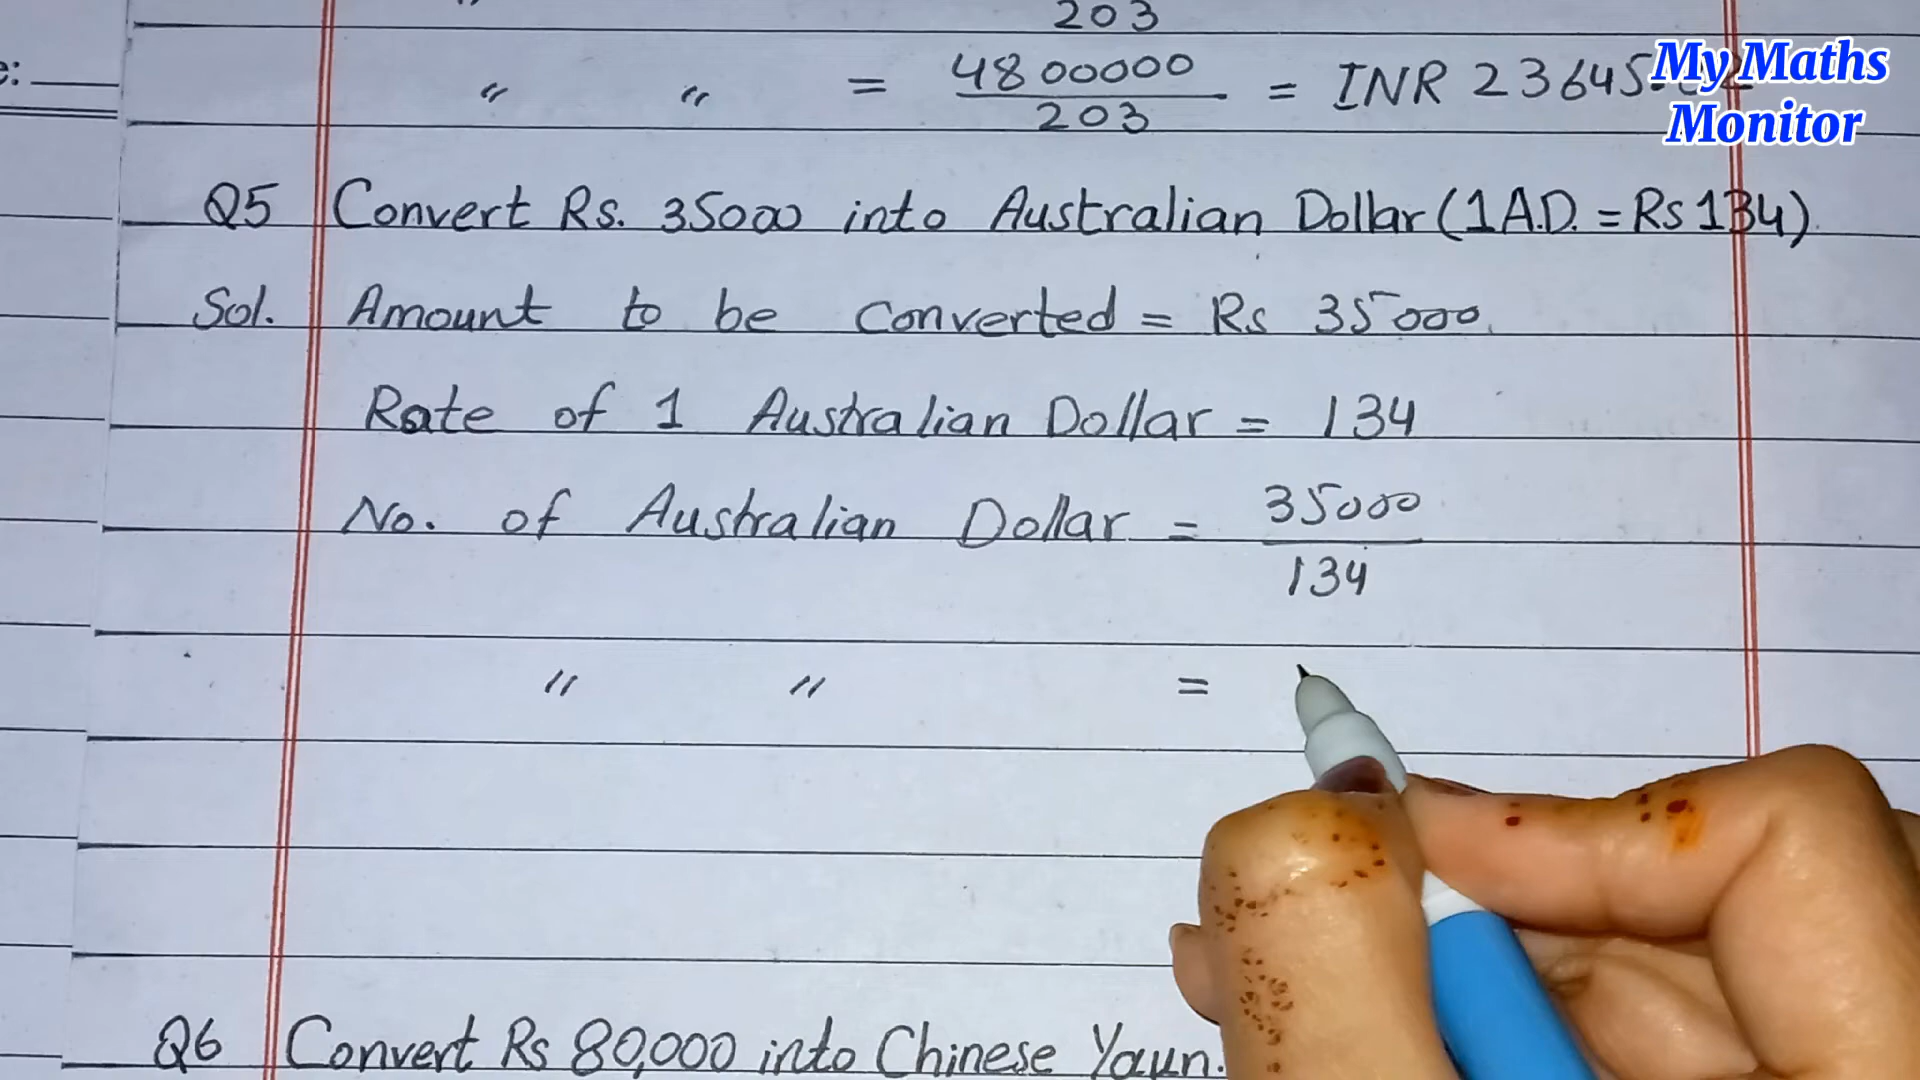 203
e:
〃 〃 = 4800000 / 203 = INR 23645.
My Maths
Monitor
Q5 Convert Rs. 35000 into Australian Dollar (1 A.D. = Rs 134)
Sol. Amount to be converted = Rs 35000.
Rate of 1 Australian Dollar = 134
No. of Australian Dollar = 35000 / 134
〃 〃 =
Q6 Convert Rs 80,000 into Chinese Yaun.